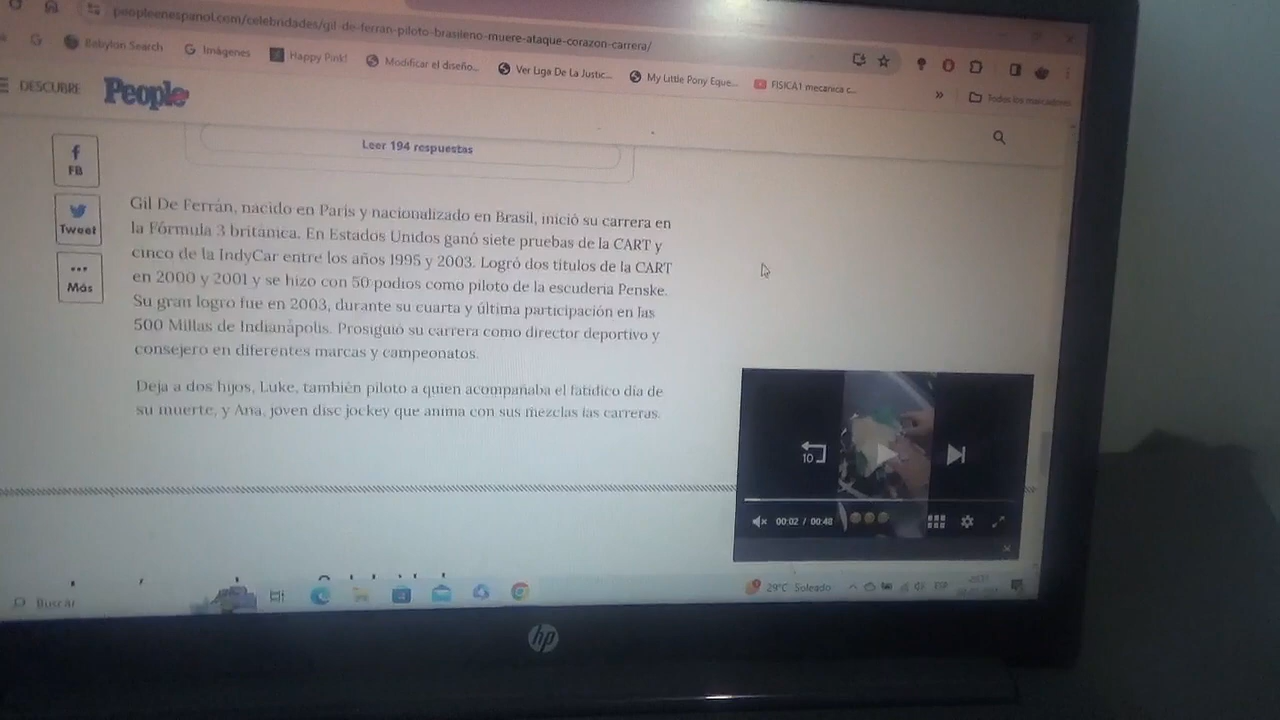 peopleenespanol.com/celebridades/gil-de-ferran-piloto-brasileno-muere-ataque-corazon-carrera/
Babylon Search
Imágenes
Happy Pink!
Modificar el diseño...
Ver Liga De La Justic...
My Little Pony Eque...
FISICA1 mecanica c...
»
Todos los marcadores
DESCUBRE
People
Leer 194 respuestas
FB
Tweet
Más
Gil De Ferrán, nacido en París y nacionalizado en Brasil, inició su carrera en
la Fórmula 3 británica. En Estados Unidos ganó siete pruebas de la CART y
cinco de la IndyCar entre los años 1995 y 2003. Logró dos títulos de la CART
en 2000 y 2001 y se hizo con 50 podios como piloto de la escudería Penske.
Su gran logro fue en 2003, durante su cuarta y última participación en las
500 Millas de Indianápolis. Prosiguió su carrera como director deportivo y
consejero en diferentes marcas y campeonatos.
Deja a dos hijos, Luke, también piloto a quien acompañaba el fatídico día de
su muerte, y Ana, joven disc jockey que anima con sus mezclas las carreras.
10
00:02 / 00:48
Buscar
29°C Soleado
ESP
hp